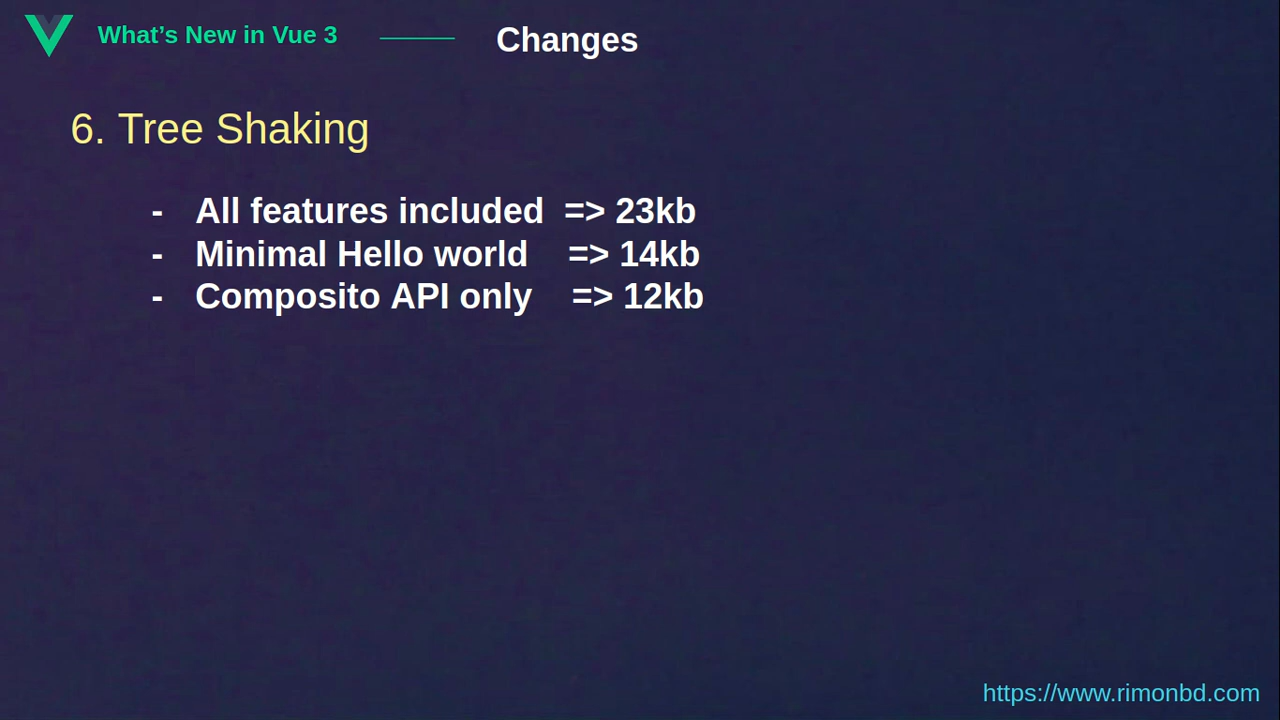 What’s New in Vue 3
Changes
6. Tree Shaking
- All features included => 23kb
- Minimal Hello world => 14kb
- Composito API only => 12kb
https://www.rimonbd.com